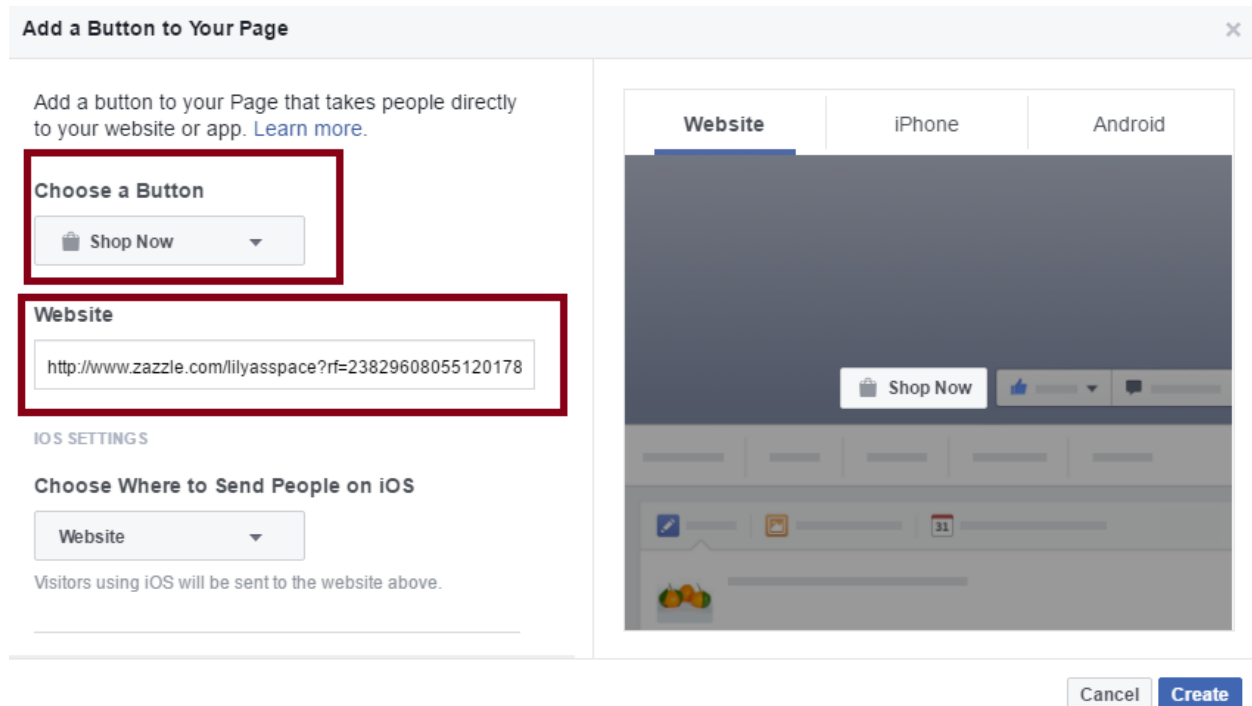 Add a Button to Your Page
×
Add a button to your Page that takes people directly
to your website or app. Learn more.
Choose a Button
Shop Now
Website
http://www.zazzle.com/lilyasspace?rf=23829608055120178
IOS SETTINGS
Choose Where to Send People on iOS
Website
Visitors using iOS will be sent to the website above.
Website iPhone Android
Shop Now
31
Cancel Create